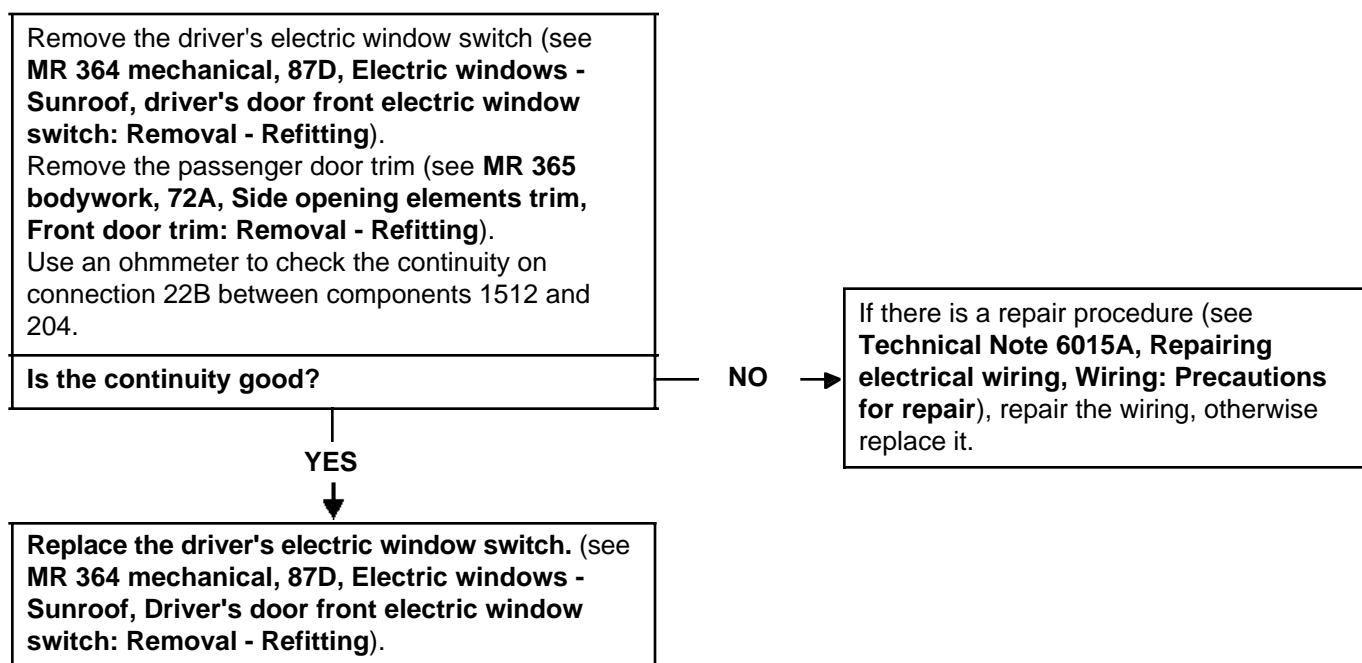 Remove the driver's electric window switch (see
MR 364 mechanical, 87D, Electric windows -
Sunroof, driver's door front electric window
switch: Removal - Refitting).
Remove the passenger door trim (see MR 365
bodywork, 72A, Side opening elements trim,
Front door trim: Removal - Refitting).
Use an ohmmeter to check the continuity on
connection 22B between components 1512 and
204.
Is the continuity good?
NO
If there is a repair procedure (see
Technical Note 6015A, Repairing
electrical wiring, Wiring: Precautions
for repair), repair the wiring, otherwise
replace it.
YES
Replace the driver's electric window switch. (see
MR 364 mechanical, 87D, Electric windows -
Sunroof, Driver's door front electric window
switch: Removal - Refitting).